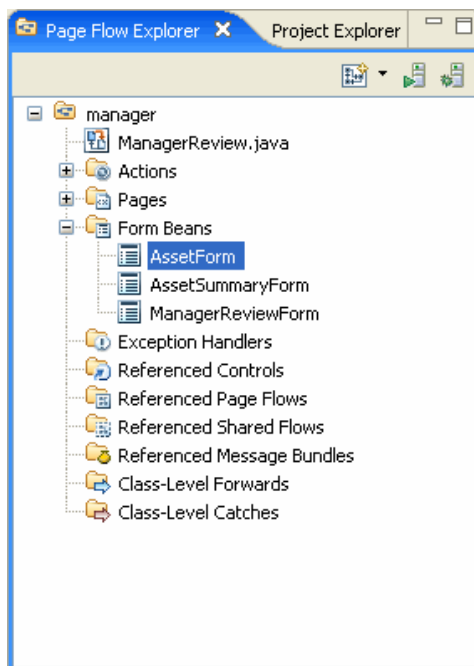 Page Flow Explorer Project Explorer
manager
ManagerReview.java
Actions
Pages
Form Beans
AssetForm
AssetSummaryForm
ManagerReviewForm
Exception Handlers
Referenced Controls
Referenced Page Flows
Referenced Shared Flows
Referenced Message Bundles
Class-Level Forwards
Class-Level Catches